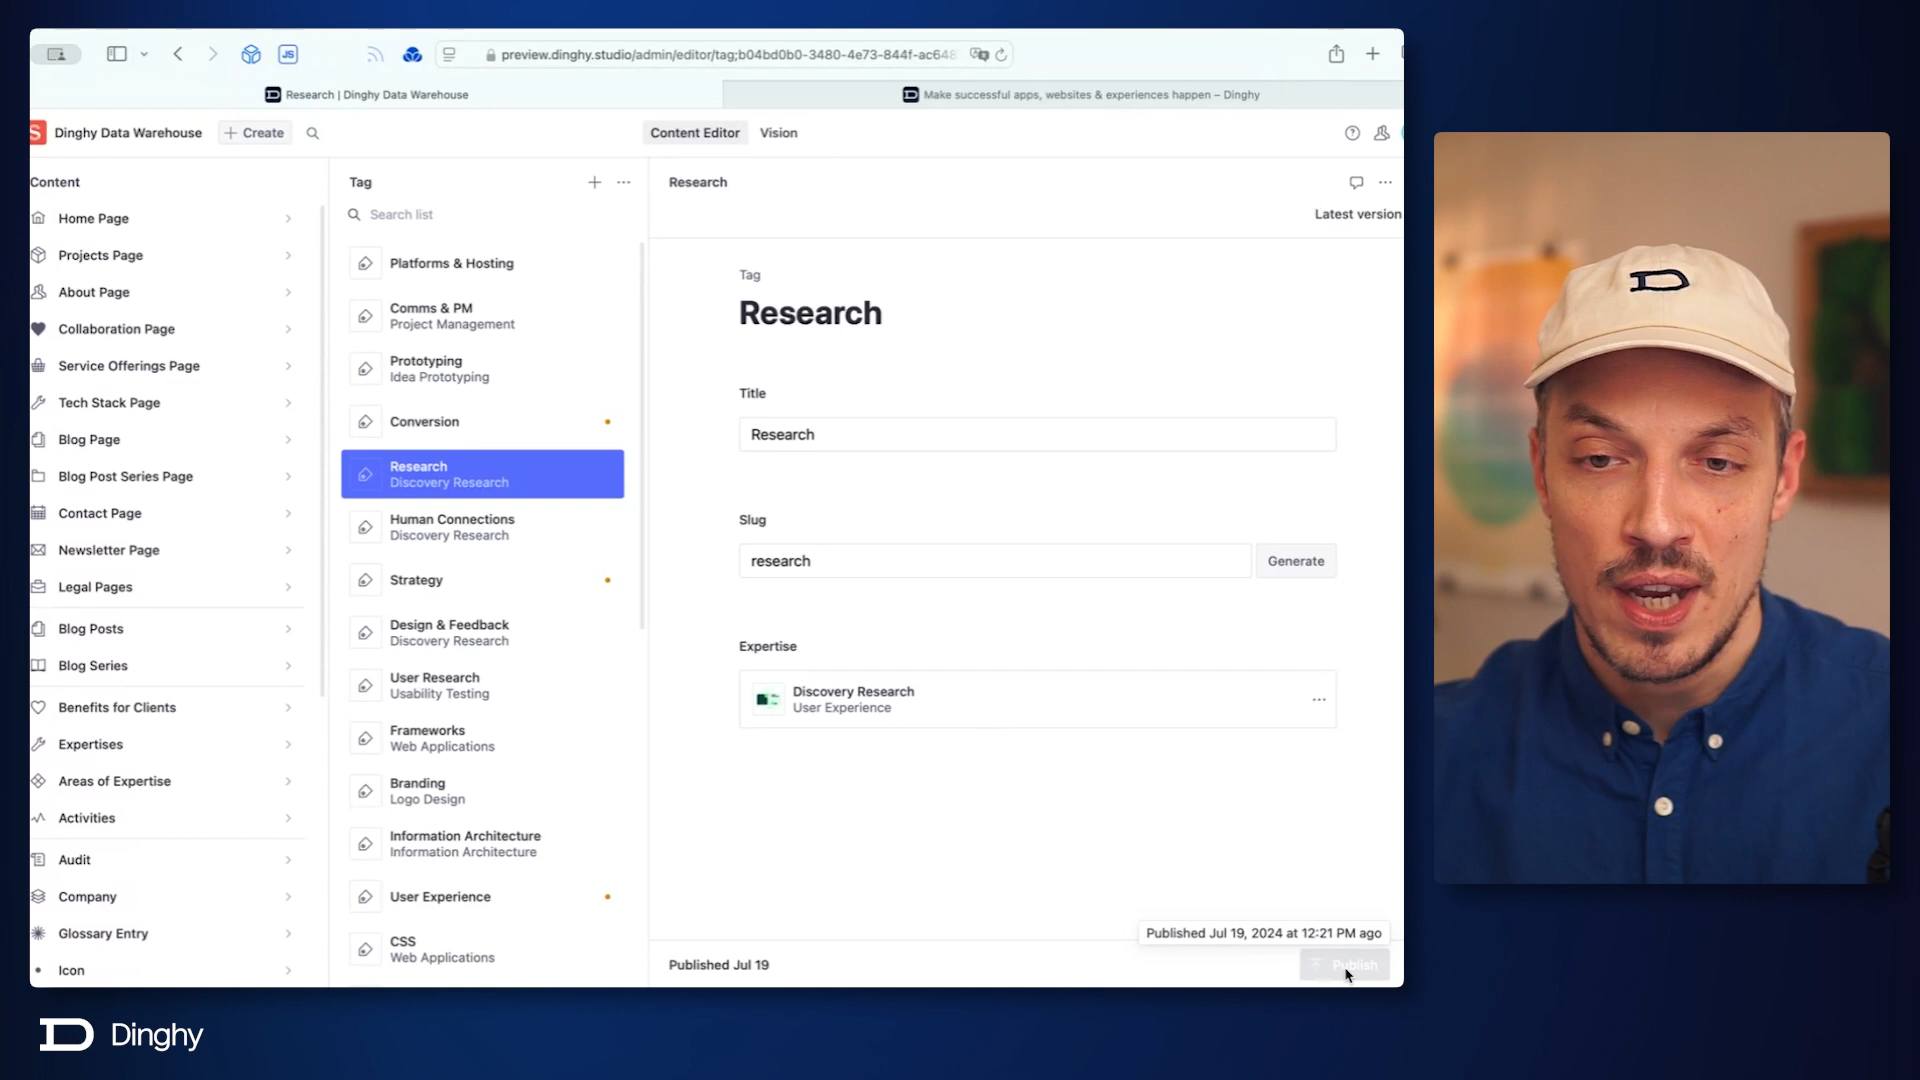 JS
preview.dinghy.studio/admin/editor/tag;b04bd0b0-3480-4e73-844f-ac648
Research | Dinghy Data Warehouse
Make successful apps, websites & experiences happen – Dinghy
S
Dinghy Data Warehouse
+ Create
Content Editor
Vision
Content
Home Page
Projects Page
About Page
Collaboration Page
Service Offerings Page
Tech Stack Page
Blog Page
Blog Post Series Page
Contact Page
Newsletter Page
Legal Pages
Blog Posts
Blog Series
Benefits for Clients
Expertises
Areas of Expertise
Activities
Audit
Company
Glossary Entry
Icon
Tag
Search list
Platforms & Hosting
Comms & PM
Project Management
Prototyping
Idea Prototyping
Conversion
Research
Discovery Research
Human Connections
Discovery Research
Strategy
Design & Feedback
Discovery Research
User Research
Usability Testing
Frameworks
Web Applications
Branding
Logo Design
Information Architecture
Information Architecture
User Experience
CSS
Web Applications
Research
Latest version
Tag
Research
Title
Research
Slug
research
Generate
Expertise
Discovery Research
User Experience
Published Jul 19, 2024 at 12:21 PM ago
Published Jul 19
Publish
D
D Dinghy